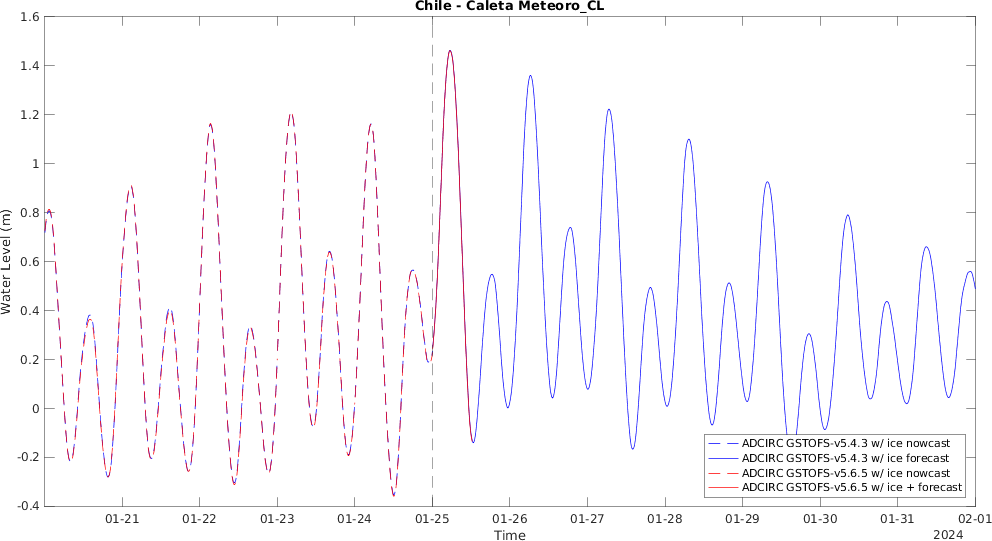 Chile - Caleta Meteoro_CL
1.6
1.4
1.2
1
0.8
0.6
0.4
0.2
0
-0.2
-0.4
Water Level (m)
ADCIRC GSTOFS-v5.4.3 w/ ice nowcast
ADCIRC GSTOFS-v5.4.3 w/ ice forecast
ADCIRC GSTOFS-v5.6.5 w/ ice nowcast
ADCIRC GSTOFS-v5.6.5 w/ ice + forecast
01-21 01-22 01-23 01-24 01-25 01-26 01-27 01-28 01-29 01-30 01-31 02-01
Time
2024